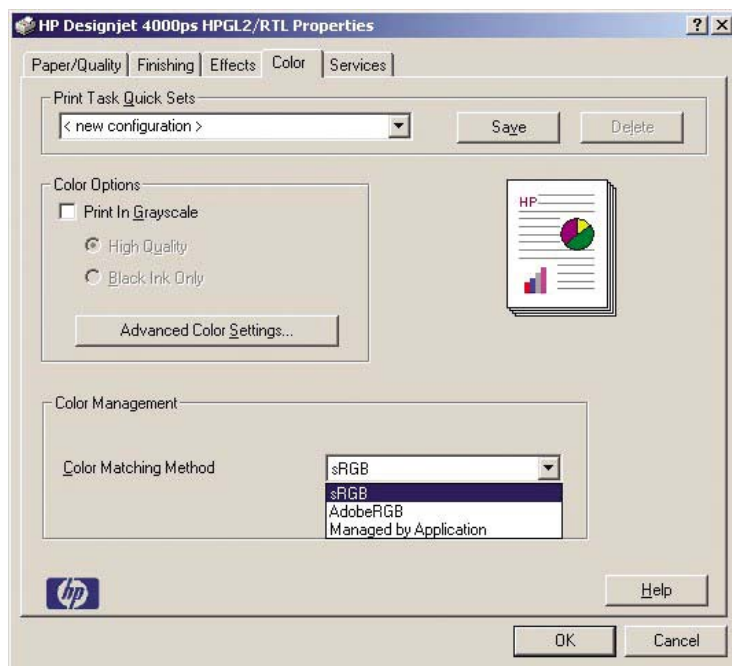 HP Designjet 4000ps HPGL2/RTL Properties
Paper/Quality Finishing Effects Color Services
Print Task Quick Sets
< new configuration >
Save
Delete
Color Options
Print In Grayscale
High Quality
Black Ink Only
Advanced Color Settings...
HP
Color Management
Color Matching Method
sRGB
sRGB
AdobeRGB
Managed by Application
hp
Help
OK
Cancel